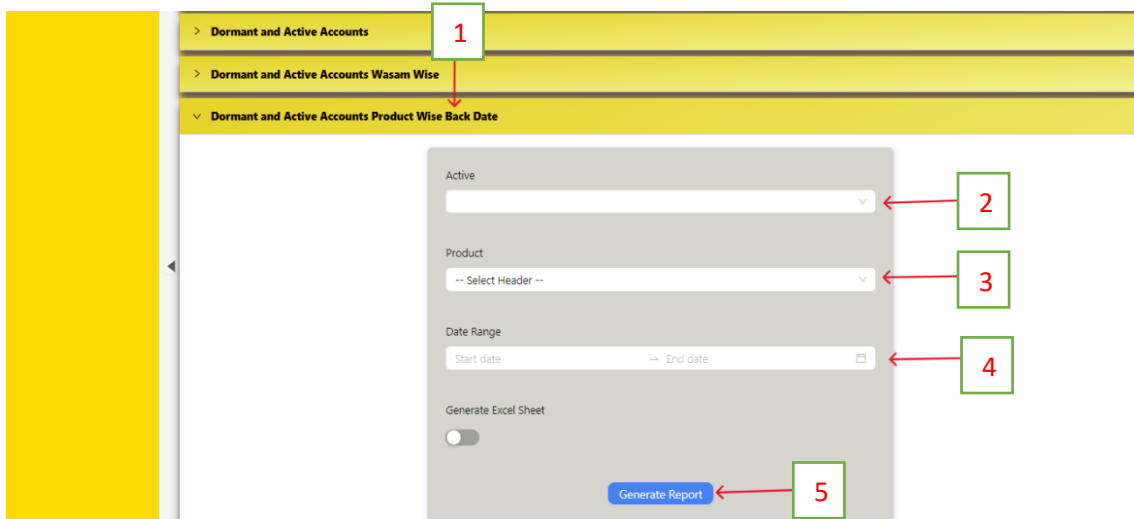 Dormant and Active Accounts
1
Dormant and Active Accounts Wasam Wise
Dormant and Active Accounts Product Wise Back Date
Active
2
Product
-- Select Header --
3
Date Range
Start date → End date
4
Generate Excel Sheet
Generate Report
5